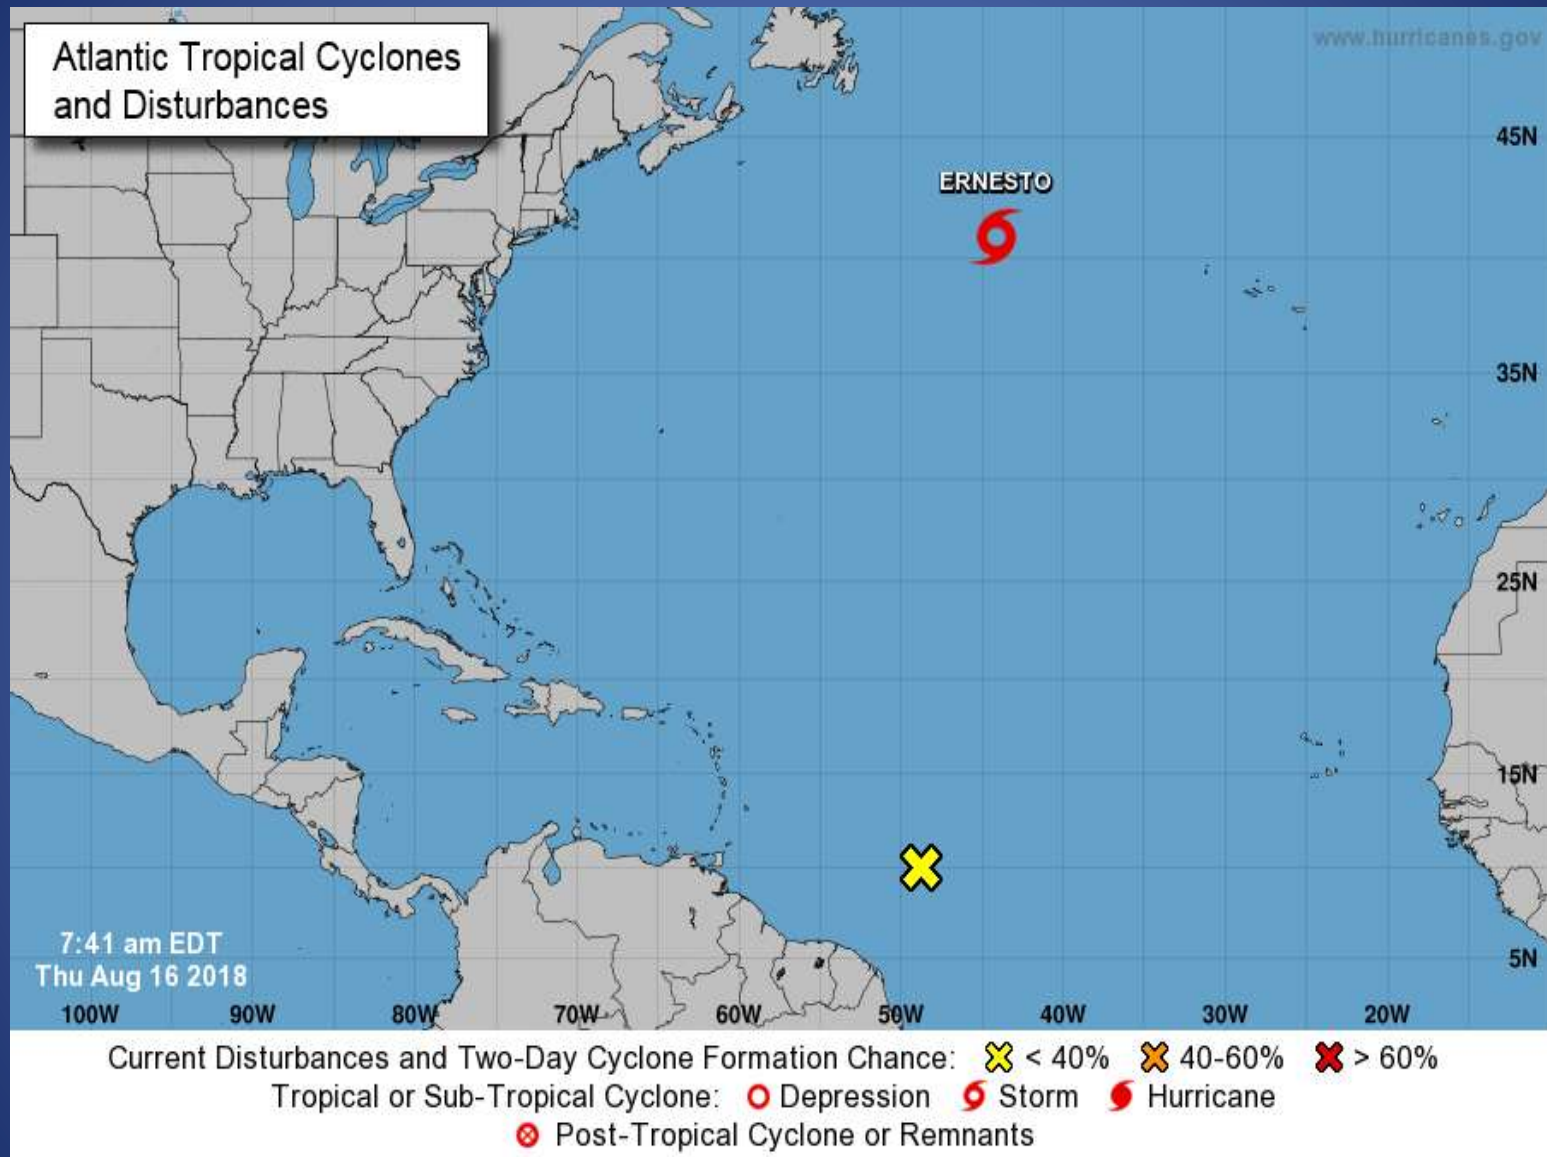 Atlantic Tropical Cyclones
and Disturbances
www.hurricanes.gov
45N
ERNESTO
35N
25N
15N
5N
7:41 am EDT
Thu Aug 16 2018
100W 90W 80W 70W 60W 50W 40W 30W 20W
Current Disturbances and Two-Day Cyclone Formation Chance: < 40% 40-60% > 60%
Tropical or Sub-Tropical Cyclone: Depression Storm Hurricane
Post-Tropical Cyclone or Remnants